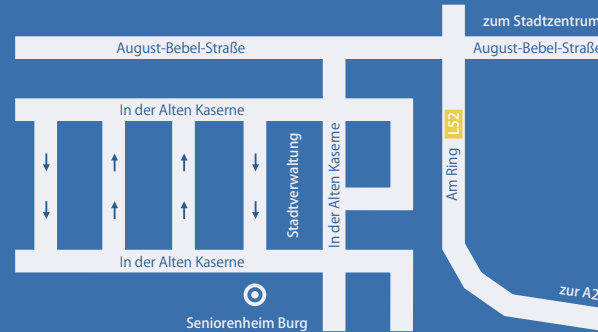 zum Stadtzentrum
August-Bebel-Straße
August-Bebel-Straße
In der Alten Kaserne
L52
Stadtverwaltung
In der Alten Kaserne
Am Ring
In der Alten Kaserne
zur A2
Seniorenheim Burg